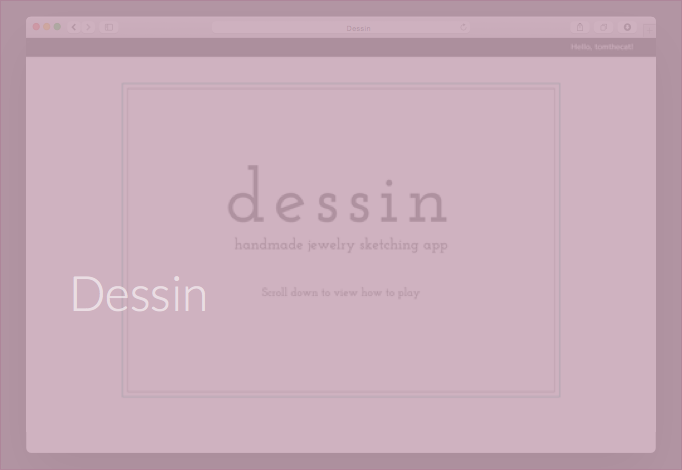 Dessin
Hello, tomthecat!
dessin
handmade jewelry sketching app
Dessin
Scroll down to view how to play